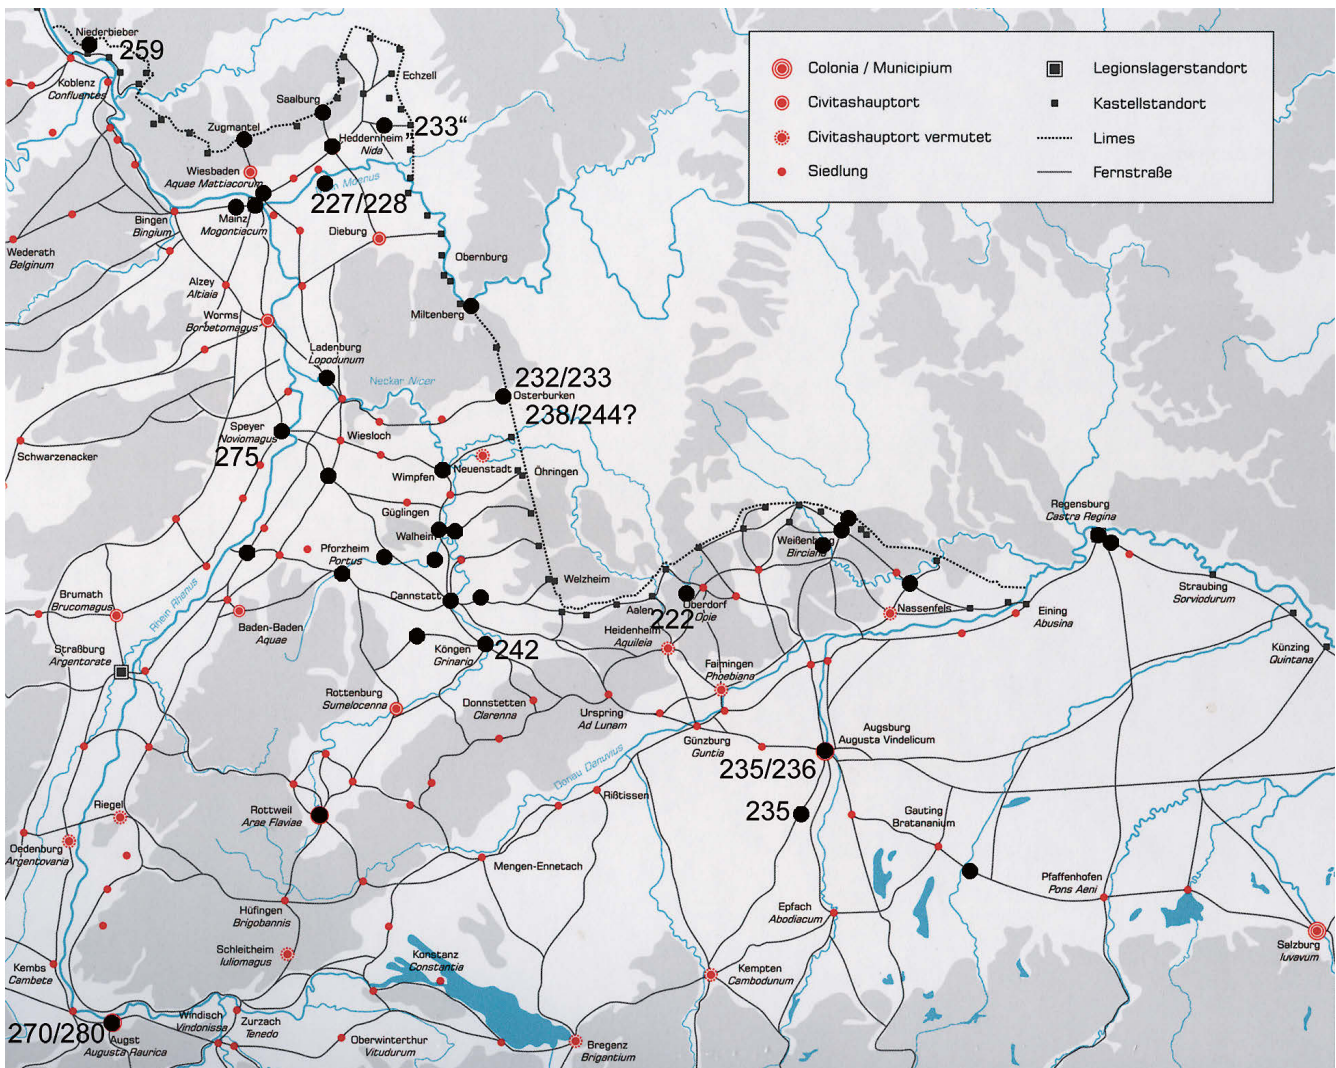 Niederbieber
259
Koblenz
Confluentes
Echzell
Saalburg
Zugmantel
„233“
Heddernheim
Nida
Wiesbaden
Aquae Mattiacorum
Main Moenus
227/228
Mainz
Mogontiacum
Bingen
Bingium
Dieburg
Wederath
Belginum
Obernburg
Alzey
Altiaia
Miltenberg
Worms
Borbetomagus
Ladenburg
Lopodunum
Neckar Nicer
232/233
Osterburken
238/244?
Speyer
Noviomagus
275
Wiesloch
Schwarzenacker
Wimpfen
Neuenstadt
Öhringen
Güglingen
Walheim
Pforzheim
Portus
Welzheim
Cannstatt
Brumath
Brucomagus
Rhein Rhenus
Baden-Baden
Aquae
Straßburg
Argentorate
Köngen
Grinario
242
Aalen
222
Oberdorf
Opie
Heidenheim
Aquileia
Weißenburg
Biriciana
Nassenfels
Regensburg
Castra Regina
Eining
Abusina
Straubing
Sorviodurum
Künzing
Quintana
Faimingen
Phoebiana
Rottenburg
Sumelocenna
Donnstetten
Clarenna
Urspring
Ad Lunam
Günzburg
Guntia
Augsburg
Augusta Vindelicum
235/236
Donau Danuvius
Rißtissen
235
Riegel
Rottweil
Arae Flaviae
Oedenburg
Argentovaria
Gauting
Bratananium
Mengen-Ennetach
Pfaffenhofen
Pons Aeni
Hüfingen
Brigobannis
Epfach
Abodiacum
Schleitheim
Iuliomagus
Konstanz
Constantia
Kempten
Cambodunum
Salzburg
Iuvavum
Kembs
Cambete
Windisch
Vindonissa
Zurzach
Tenedo
270/280
Augst
Augusta Raurica
Oberwinterthur
Vitudurum
Bregenz
Brigantium
Colonia / Municipium
Civitashauptort
Civitashauptort vermutet
Siedlung
Legionslagerstandort
Kastellstandort
Limes
Fernstraße